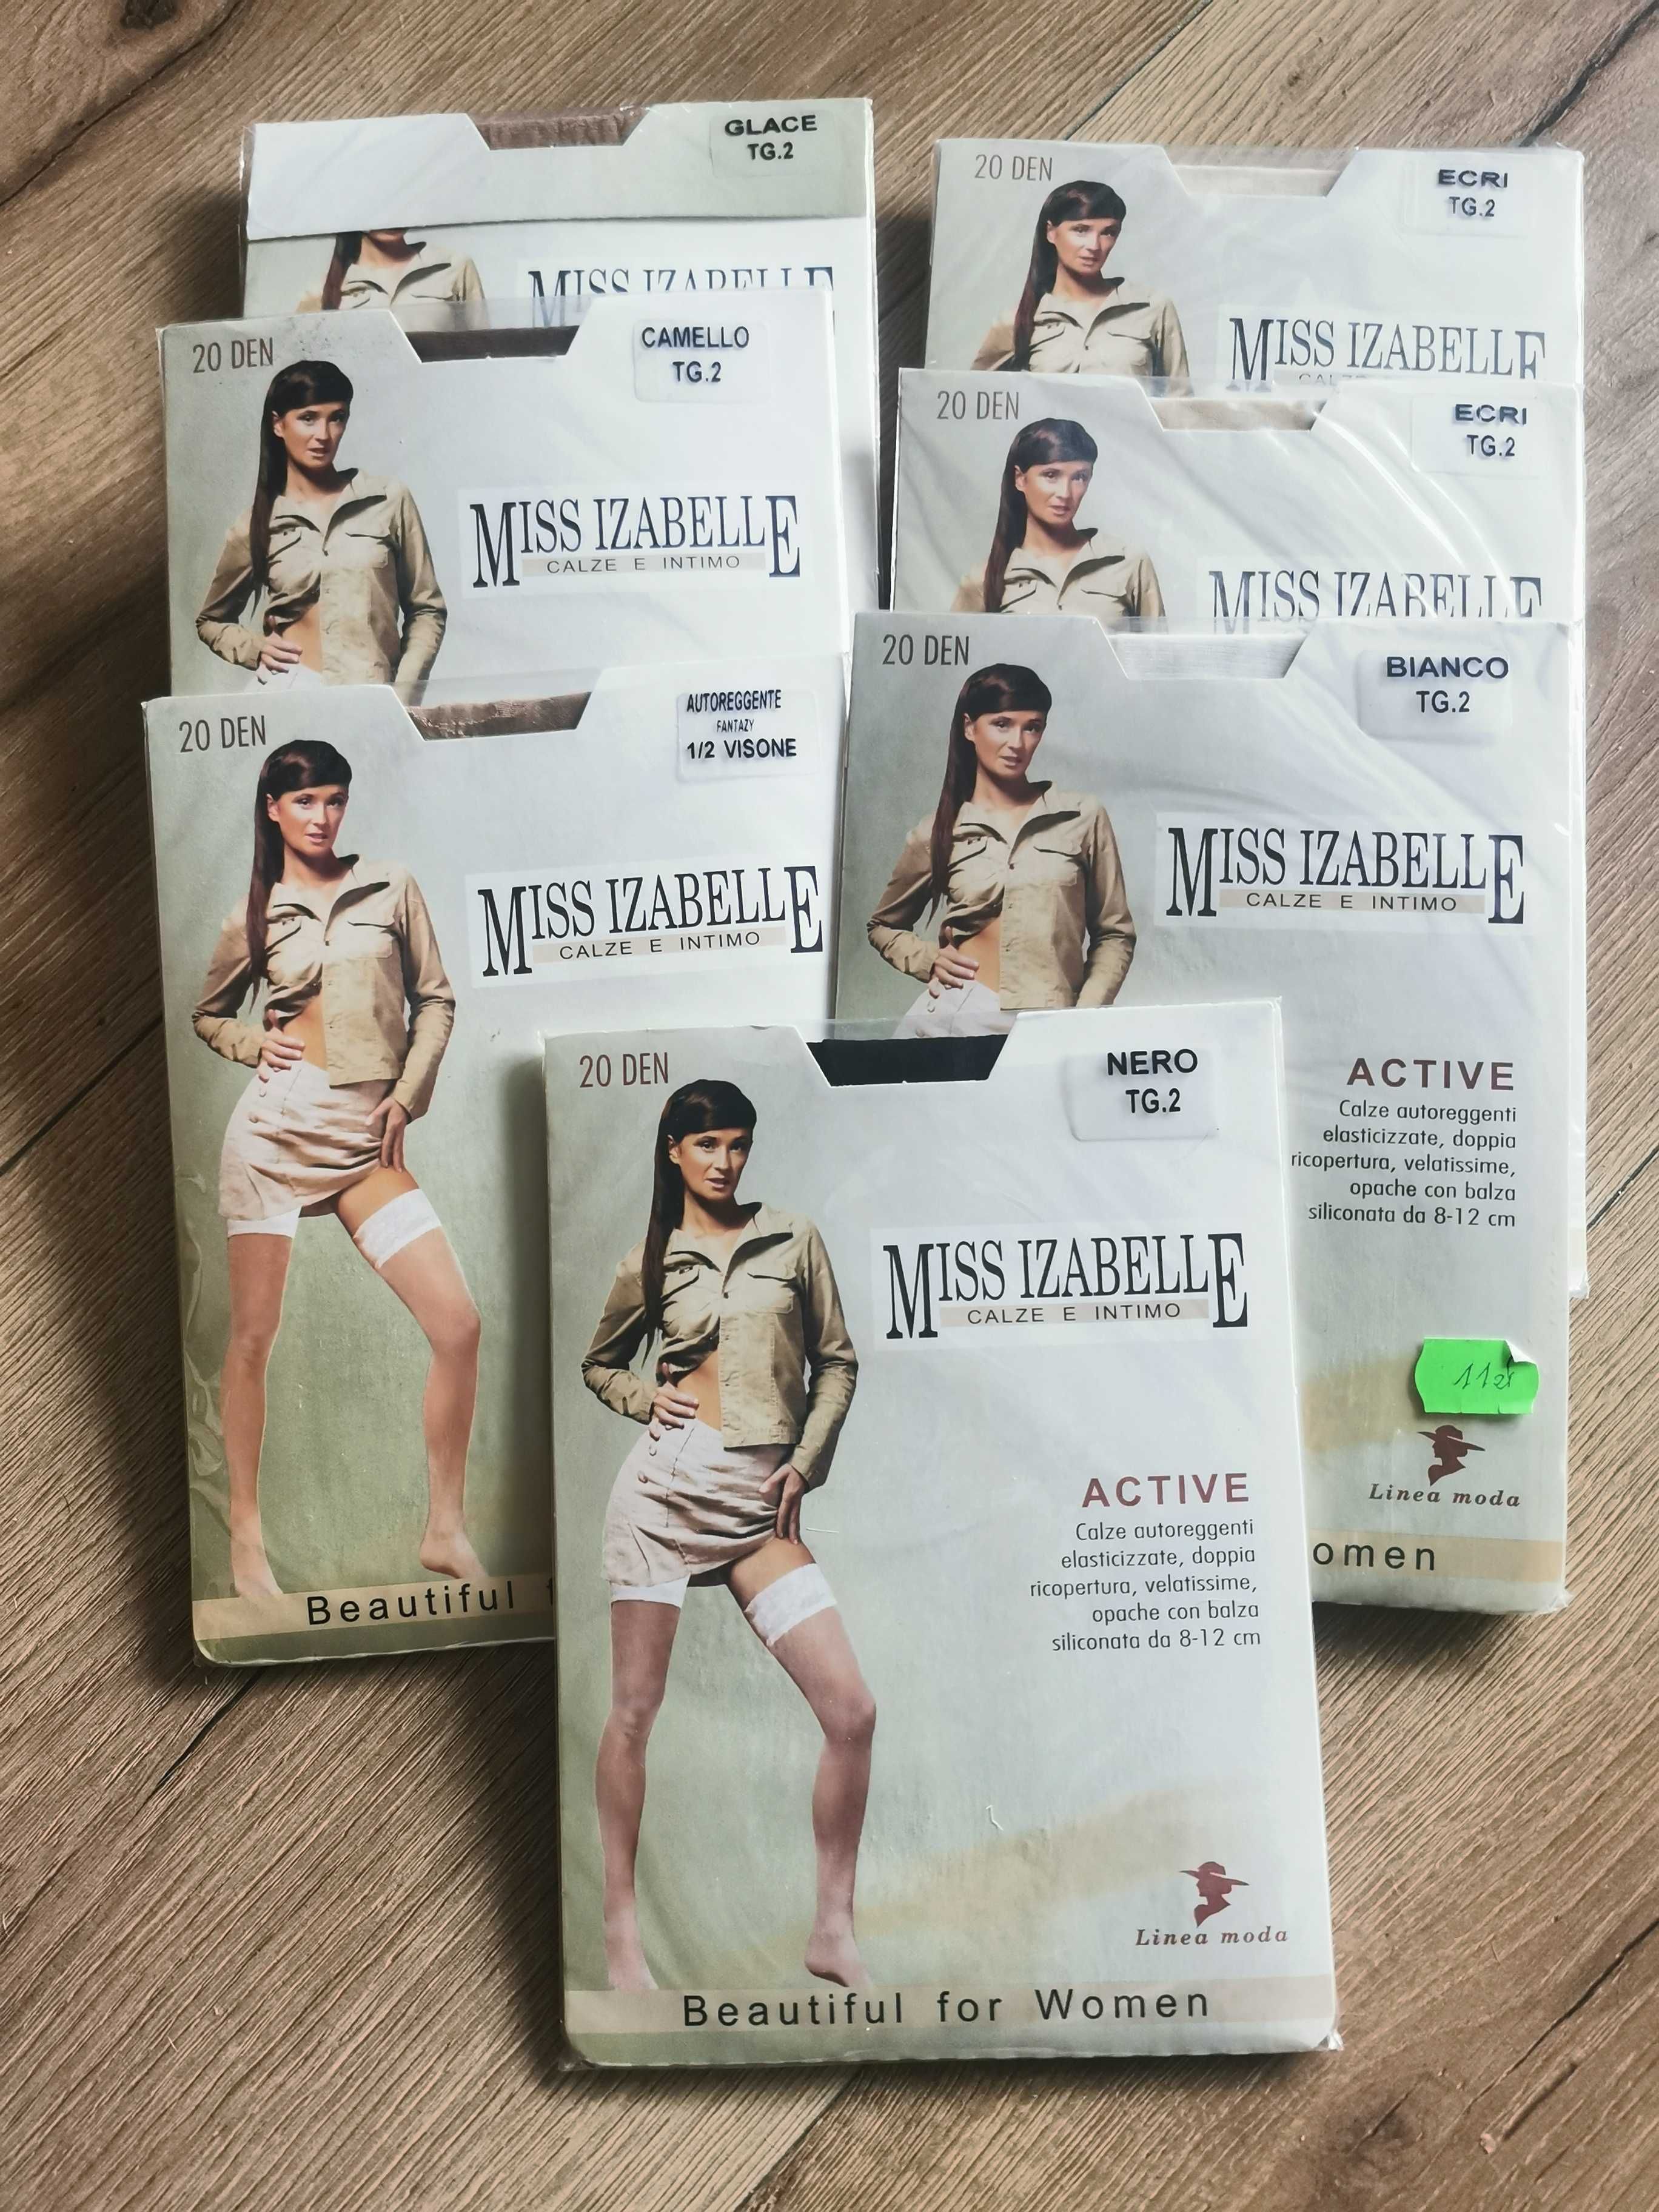 GLACE
TG.2
MISS IZABELLE
20 DEN
ECRI
TG.2
MISS IZABELLE
20 DEN
CAMELLO
TG.2
MISS IZABELLE
CALZE E INTIMO
20 DEN
ECRI
TG.2
MISS IZABELLE
20 DEN
AUTOREGGENTE
FANTAZY
1/2 VISONE
MISS IZABELLE
CALZE E INTIMO
Beautiful
20 DEN
BIANCO
TG.2
MISS IZABELLE
CALZE E INTIMO
ACTIVE
Calze autoreggenti
elasticizzate, doppia
ricopertura, velatissime,
opache con balza
siliconata da 8-12 cm
11zł
Linea moda
omen
20 DEN
NERO
TG.2
MISS IZABELLE
CALZE E INTIMO
ACTIVE
Calze autoreggenti
elasticizzate, doppia
ricopertura, velatissime,
opache con balza
siliconata da 8-12 cm
Linea moda
Beautiful for Women